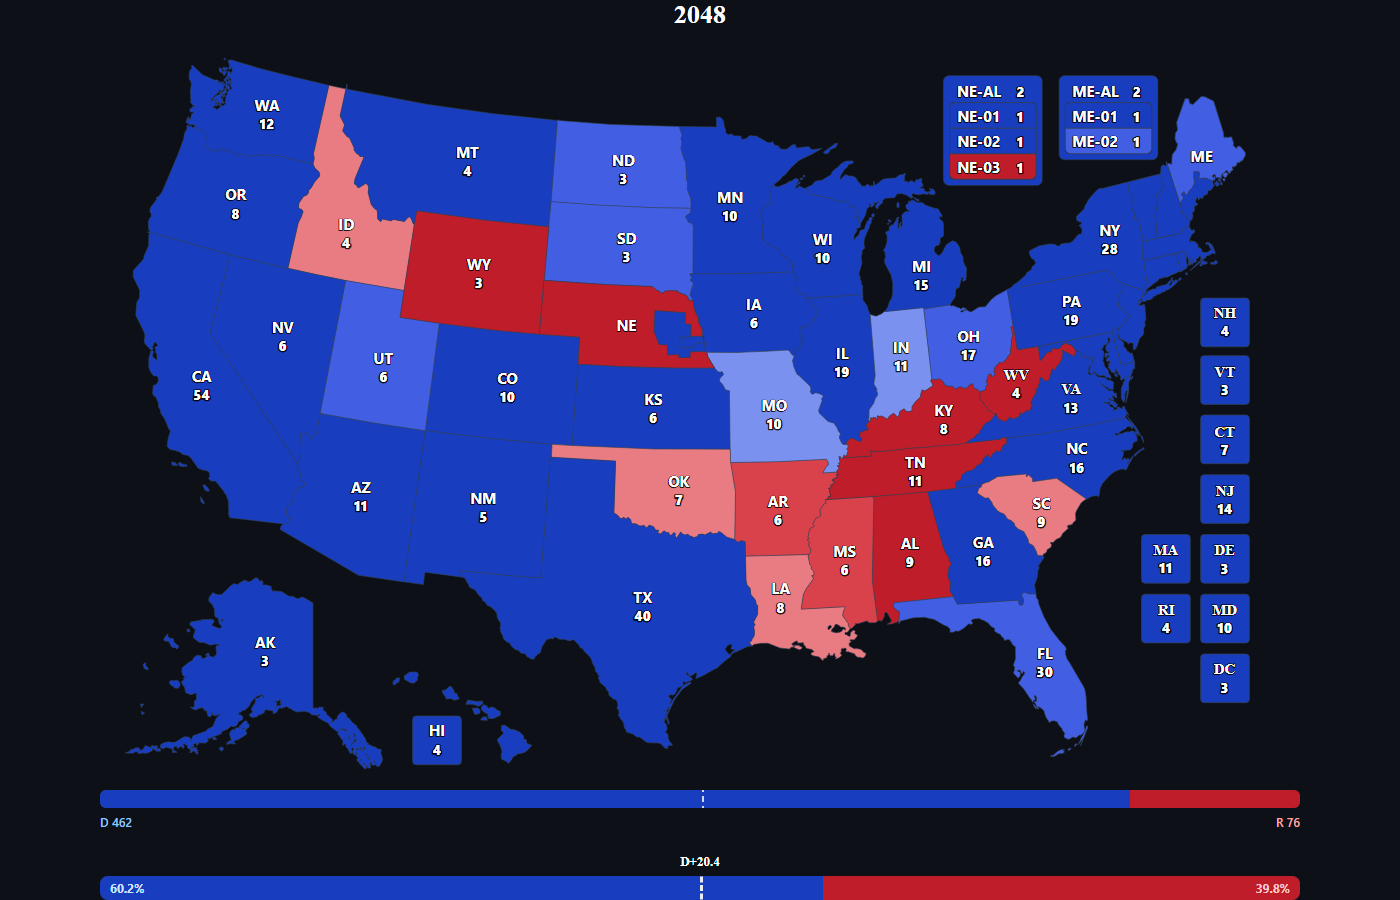 2048
WA
12
OR
8
CA
54
NV
6
ID
4
MT
4
WY
3
UT
6
AZ
11
CO
10
NM
5
ND
3
SD
3
NE
KS
6
OK
7
TX
40
MN
10
IA
6
MO
10
AR
6
LA
8
WI
10
IL
19
MI
15
IN
11
OH
17
KY
8
TN
11
MS
6
AL
9
GA
16
FL
30
SC
9
NC
16
VA
13
WV
4
PA
19
NY
28
ME
AK
3
HI
4
NE-AL 2
NE-01 1
NE-02 1
NE-03 1
ME-AL 2
ME-01 1
ME-02 1
NH
4
VT
3
CT
7
NJ
14
MA
11
DE
3
RI
4
MD
10
DC
3
D 462
R 76
D+20.4
60.2%
39.8%